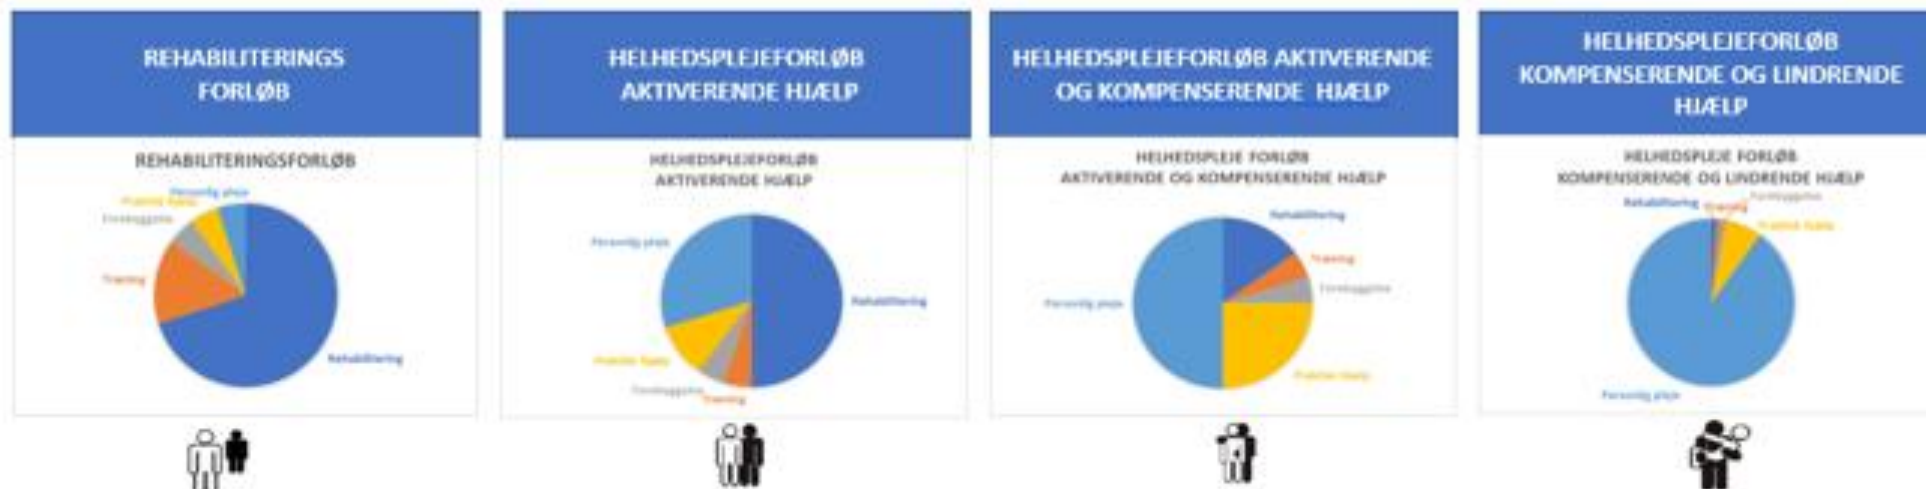 REHABILITERINGS
FORLØB
REHABILITERINGSFORLØB
Personlig pleje
Praktisk hjælp
Forebyggelse
Træning
Rehabilitering
HELHEDSPLEJEFORLØB
AKTIVERENDE HJÆLP
HELHEDSPLEJEFORLØB
AKTIVERENDE HJÆLP
Personlig pleje
Rehabilitering
Praktisk hjælp
Forebyggelse
Træning
HELHEDSPLEJEFORLØB AKTIVERENDE
OG KOMPENSERENDE HJÆLP
HELHEDSPLEJE FORLØB
AKTIVERENDE OG KOMPENSERENDE HJÆLP
Rehabilitering
Træning
Forebyggelse
Personlig pleje
Praktisk hjælp
HELHEDSPLEJEFORLØB
KOMPENSERENDE OG LINDRENDE
HJÆLP
HELHEDSPLEJE FORLØB
KOMPENSERENDE OG LINDRENDE HJÆLP
Rehabilitering
Træning
Forebyggelse
Praktisk hjælp
Personlig pleje